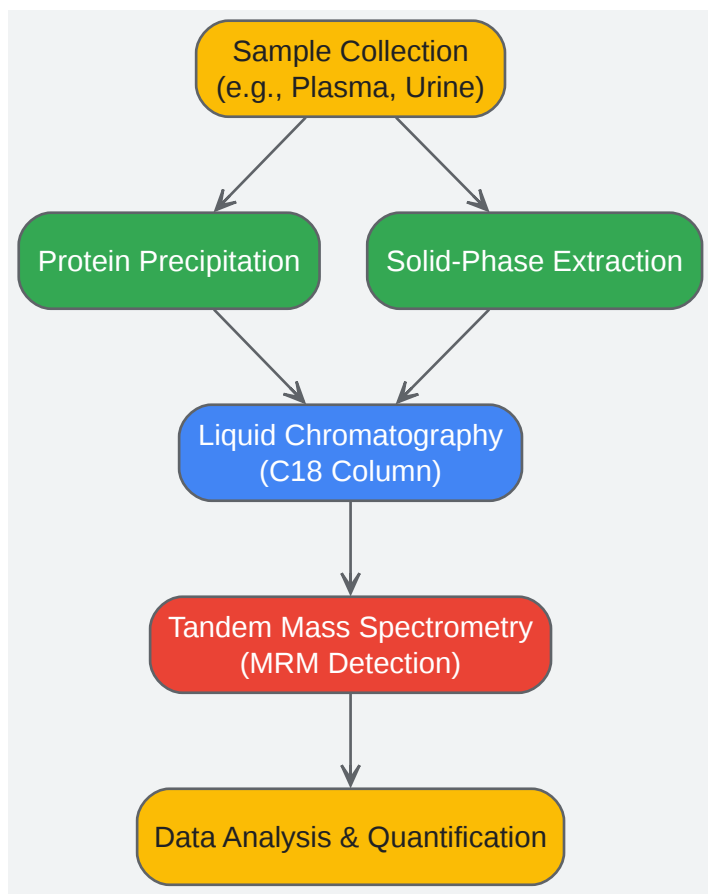 Sample Collection
(e.g., Plasma, Urine)
Protein Precipitation
Solid-Phase Extraction
Liquid Chromatography
(C18 Column)
Tandem Mass Spectrometry
(MRM Detection)
Data Analysis & Quantification